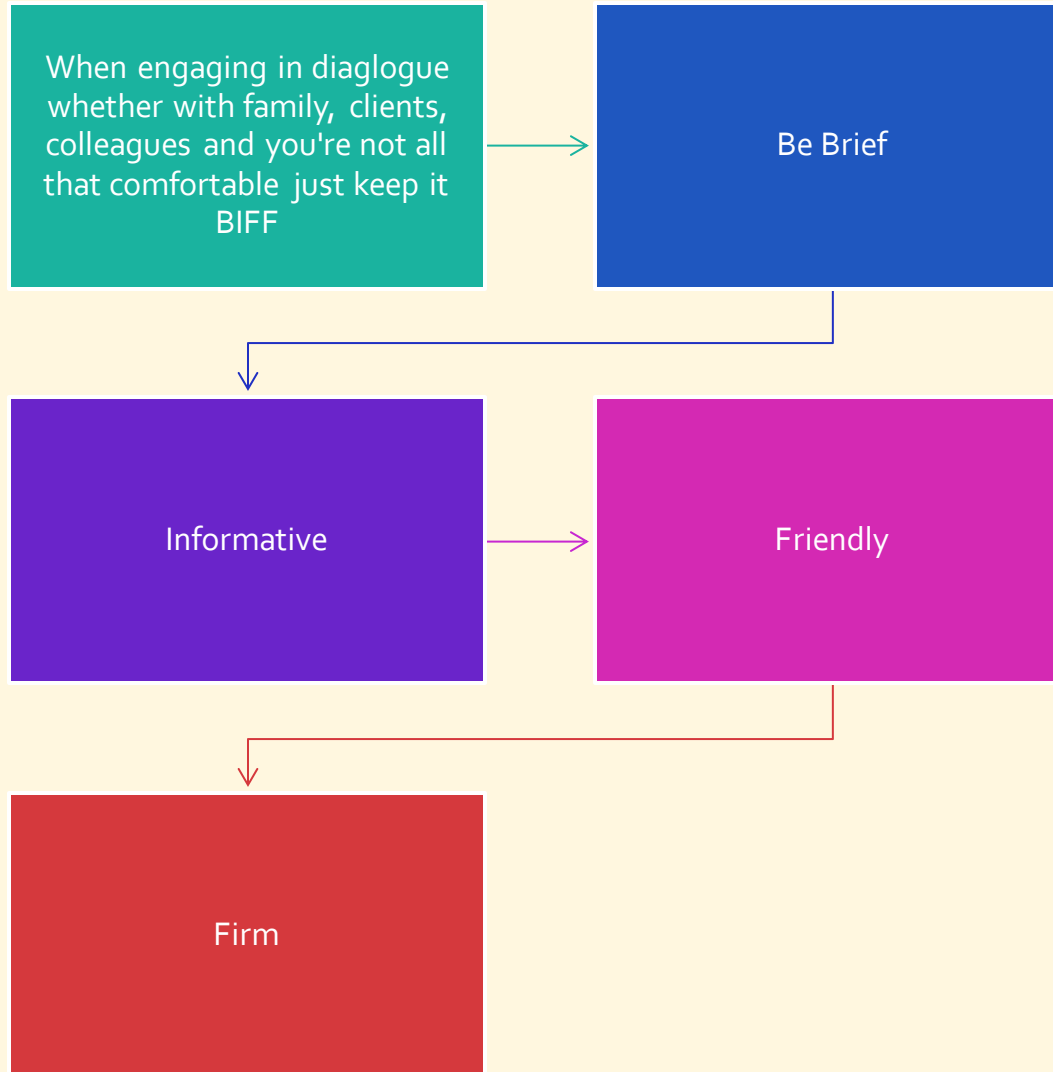 When engaging in diaglogue
whether with family, clients,
colleagues and you're not all
that comfortable just keep it
BIFF
Be Brief
Informative
Friendly
Firm